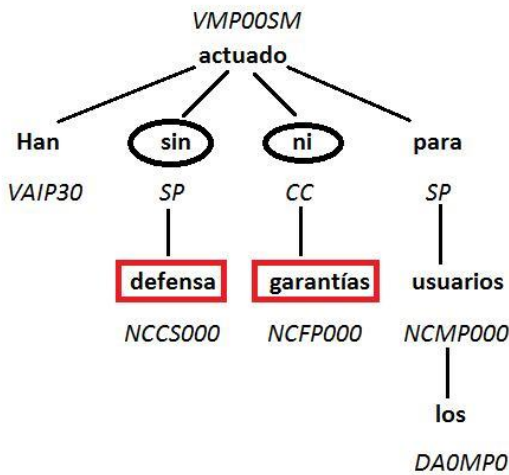 VMP00SM
actuado
Han sin ni para
VAIP30 SP CC SP
defensa garantías usuarios
NCCS000 NCFP000 NCMP000
los
DA0MP0